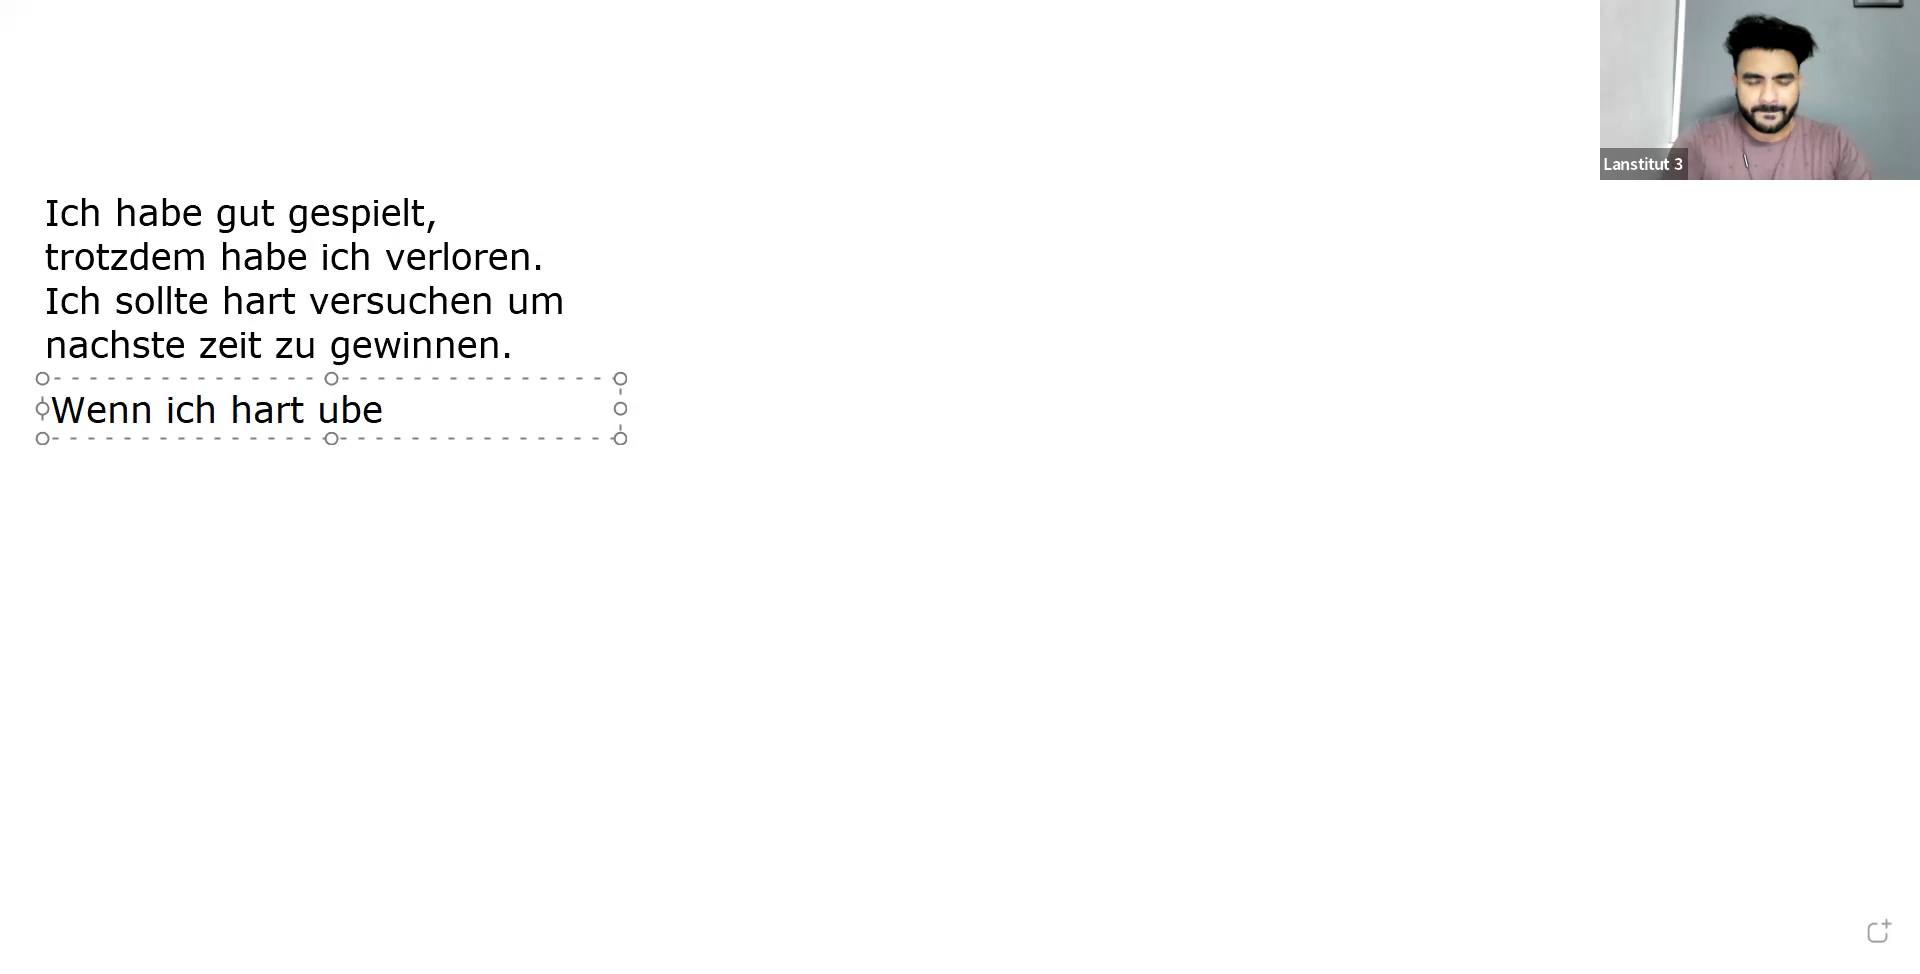 Lanstitut 3
Ich habe gut gespielt,
trotzdem habe ich verloren.
Ich sollte hart versuchen um
nachste zeit zu gewinnen.
Wenn ich hart ube